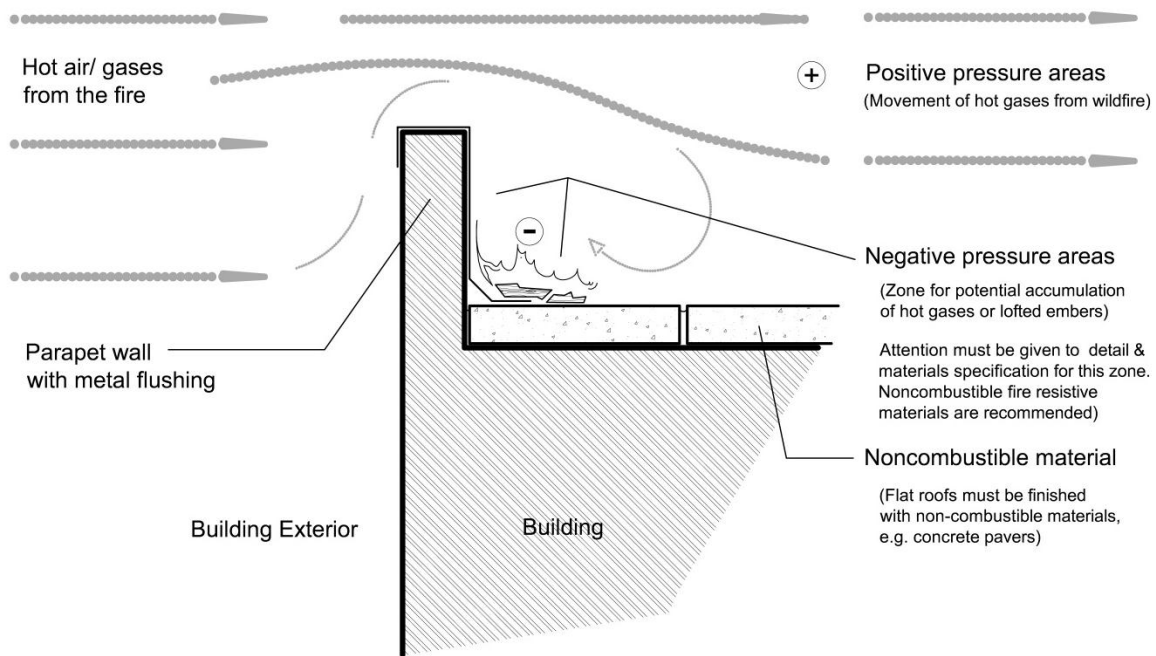 Hot air/ gases
from the fire
+
Positive pressure areas
(Movement of hot gases from wildfire)
-
Negative pressure areas
(Zone for potential accumulation
of hot gases or lofted embers)
Attention must be given to detail &
materials specification for this zone.
Noncombustible fire resistive
materials are recommended)
Parapet wall
with metal flushing
Noncombustible material
(Flat roofs must be finished
with non-combustible materials,
e.g. concrete pavers)
Building Exterior
Building